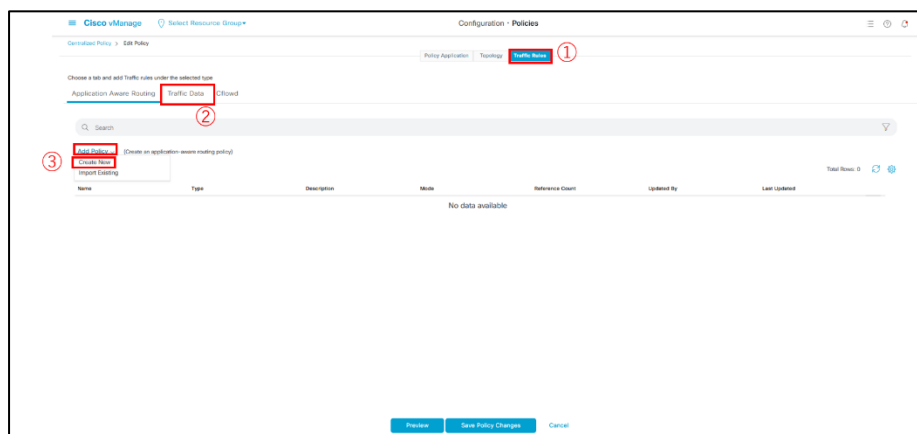 Cisco vManage Select Resource Group Configuration · Policies
Centralized Policy > Edit Policy
Policy Application Topology Traffic Rules ①
Choose a tab and add Traffic rules under the selected type
Application Aware Routing Traffic Data Cflowd
②
Search
③ Add Policy (Create an application-aware routing policy)
Create New
Import Existing
Total Rows: 0
Name Type Description Mode Reference Count Updated By Last Updated
No data available
Preview Save Policy Changes Cancel